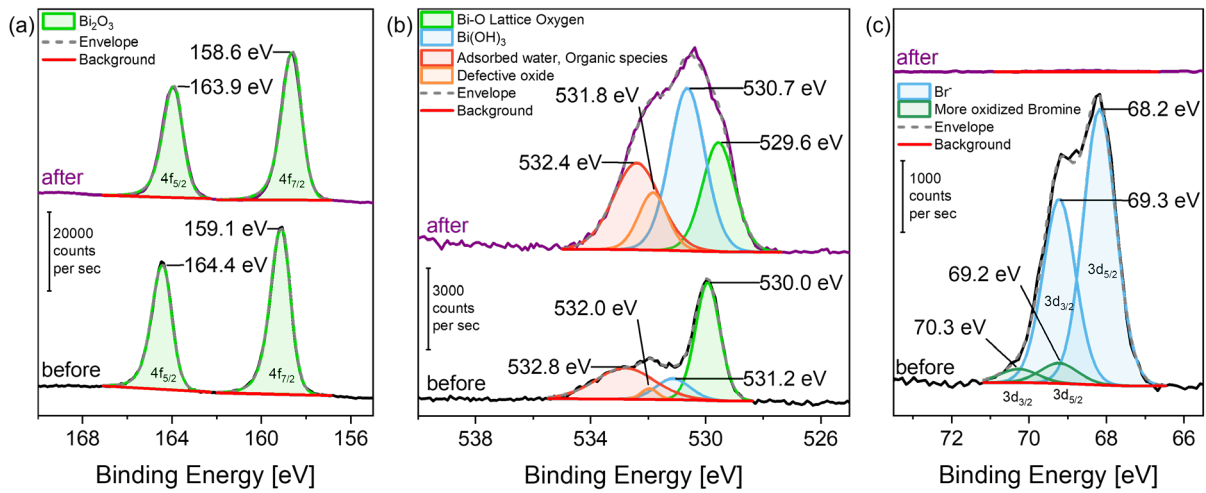 (a)
Bi₂O₃
Envelope
Background
158.6 eV
163.9 eV
after
4f₅/₂
4f₇/₂
20000
counts
per sec
159.1 eV
164.4 eV
before
4f₅/₂
4f₇/₂
168
164
160
156
Binding Energy [eV]
(b)
Bi-O Lattice Oxygen
Bi(OH)₃
Adsorbed water, Organic species
Defective oxide
Envelope
Background
531.8 eV
530.7 eV
532.4 eV
529.6 eV
after
3000
counts
per sec
532.0 eV
530.0 eV
532.8 eV
531.2 eV
before
538
534
530
526
Binding Energy [eV]
(c)
after
Br⁻
More oxidized Bromine
Envelope
Background
68.2 eV
1000
counts
per sec
69.3 eV
69.2 eV
3d₅/₂
3d₃/₂
70.3 eV
before
3d₃/₂
3d₅/₂
72
70
68
66
Binding Energy [eV]